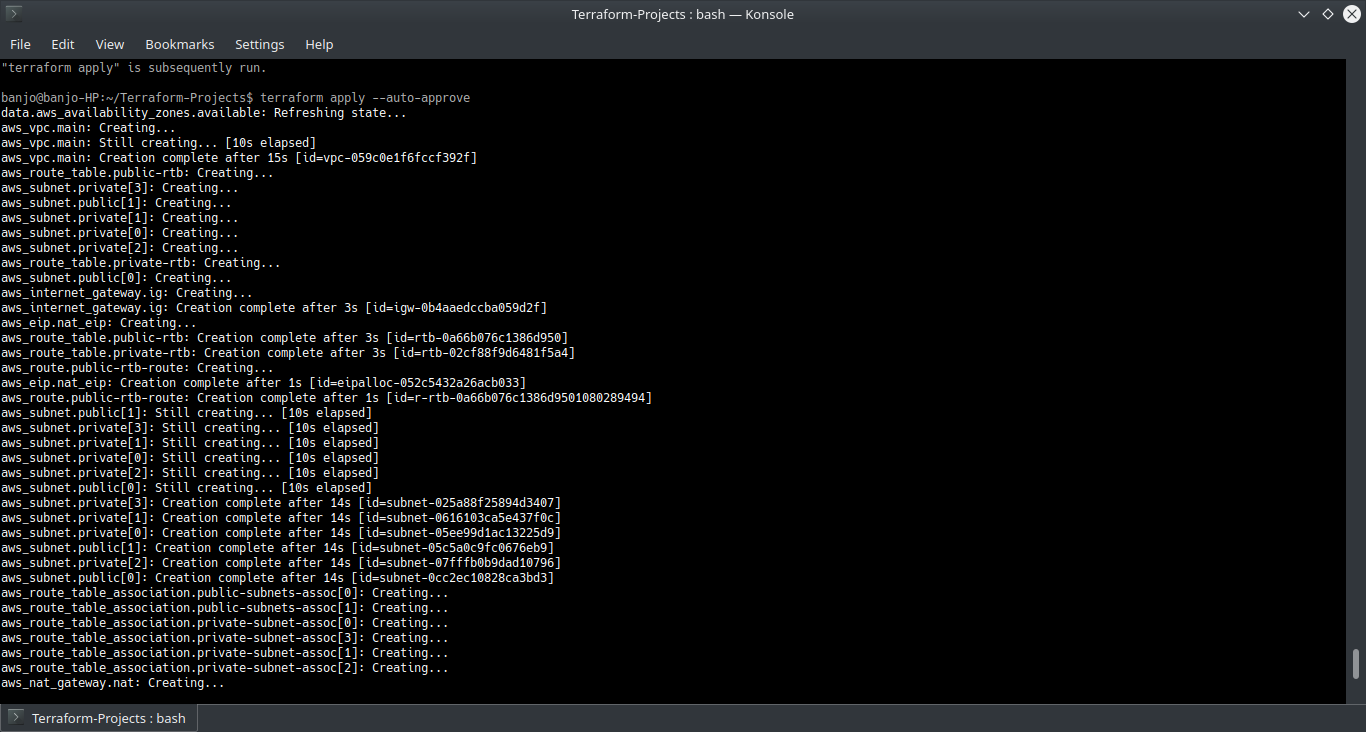 Terraform-Projects : bash — Konsole
File Edit View Bookmarks Settings Help
"terraform apply" is subsequently run.
banjo@banjo-HP:~/Terraform-Projects$ terraform apply --auto-approve
data.aws_availability_zones.available: Refreshing state...
aws_vpc.main: Creating...
aws_vpc.main: Still creating... [10s elapsed]
aws_vpc.main: Creation complete after 15s [id=vpc-059c0e1f6fccf392f]
aws_route_table.public-rtb: Creating...
aws_subnet.private[3]: Creating...
aws_subnet.public[1]: Creating...
aws_subnet.private[1]: Creating...
aws_subnet.private[0]: Creating...
aws_subnet.private[2]: Creating...
aws_route_table.private-rtb: Creating...
aws_subnet.public[0]: Creating...
aws_internet_gateway.ig: Creating...
aws_internet_gateway.ig: Creation complete after 3s [id=igw-0b4aaedccba059d2f]
aws_eip.nat_eip: Creating...
aws_route_table.public-rtb: Creation complete after 3s [id=rtb-0a66b076c1386d950]
aws_route_table.private-rtb: Creation complete after 3s [id=rtb-02cf88f9d6481f5a4]
aws_route.public-rtb-route: Creating...
aws_eip.nat_eip: Creation complete after 1s [id=eipalloc-052c5432a26acb033]
aws_route.public-rtb-route: Creation complete after 1s [id=r-rtb-0a66b076c1386d9501080289494]
aws_subnet.public[1]: Still creating... [10s elapsed]
aws_subnet.private[3]: Still creating... [10s elapsed]
aws_subnet.private[1]: Still creating... [10s elapsed]
aws_subnet.private[0]: Still creating... [10s elapsed]
aws_subnet.private[2]: Still creating... [10s elapsed]
aws_subnet.public[0]: Still creating... [10s elapsed]
aws_subnet.private[3]: Creation complete after 14s [id=subnet-025a88f25894d3407]
aws_subnet.private[1]: Creation complete after 14s [id=subnet-0616103ca5e437f0c]
aws_subnet.private[0]: Creation complete after 14s [id=subnet-05ee99d1ac13225d9]
aws_subnet.public[1]: Creation complete after 14s [id=subnet-05c5a0c9fc0676eb9]
aws_subnet.private[2]: Creation complete after 14s [id=subnet-07fffb0b9dad10796]
aws_subnet.public[0]: Creation complete after 14s [id=subnet-0cc2ec10828ca3bd3]
aws_route_table_association.public-subnets-assoc[0]: Creating...
aws_route_table_association.public-subnets-assoc[1]: Creating...
aws_route_table_association.private-subnet-assoc[0]: Creating...
aws_route_table_association.private-subnet-assoc[3]: Creating...
aws_route_table_association.private-subnet-assoc[1]: Creating...
aws_route_table_association.private-subnet-assoc[2]: Creating...
aws_nat_gateway.nat: Creating...
Terraform-Projects : bash